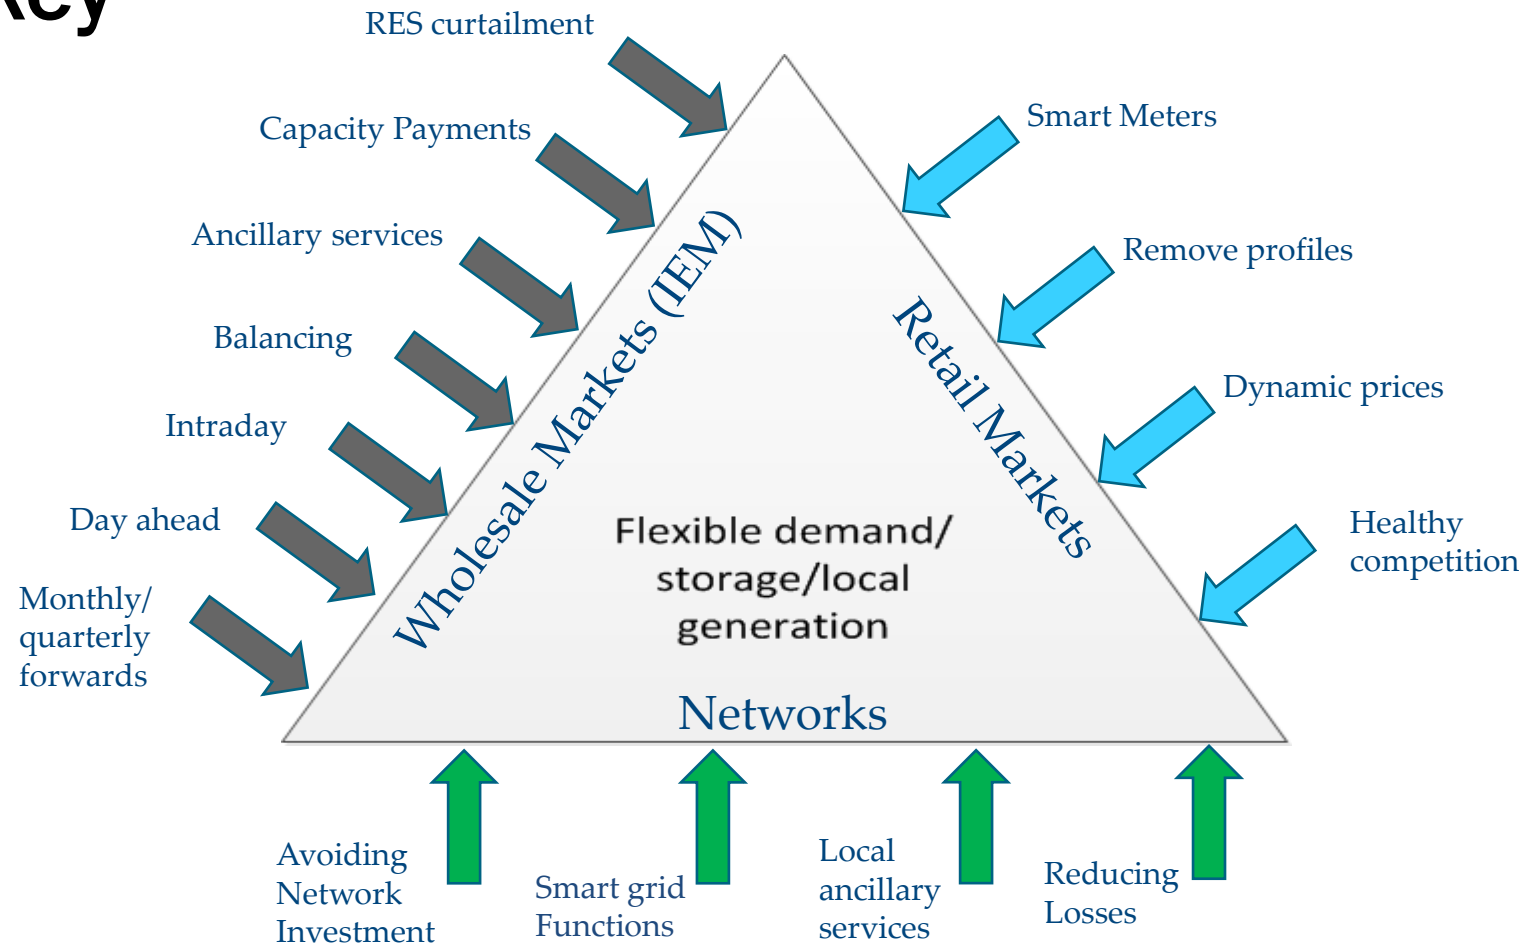 RES curtailment
Capacity Payments
Ancillary services
Balancing
Intraday
Day ahead
Monthly/
quarterly
forwards
Wholesale Markets (IEM)
Smart Meters
Remove profiles
Dynamic prices
Healthy
competition
Retail Markets
Flexible demand/
storage/local
generation
Networks
Avoiding
Network
Investment
Smart grid
Functions
Local
ancillary
services
Reducing
Losses